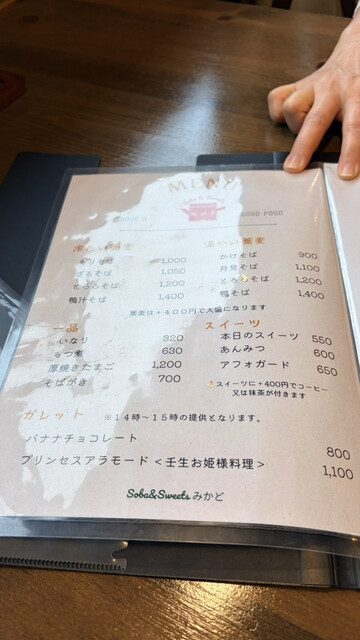 MENU
GOOD FOOD
冷たい蕎麦
もりそば 1,000
ざるそば 1,050
とろろそば 1,200
鴨汁そば 1,400
温かい蕎麦
かけそば 900
月見そば 1,100
とろろそば 1,200
鴨そば 1,400
蕎麦は+400円で大盛になります
一品
いなり 320
もつ煮 630
厚焼きたまご 1,200
そばがき 700
スイーツ
本日のスイーツ 550
あんみつ 600
アフォガード 650
スイーツに+400円でコーヒー
又は抹茶が付きます
ガレット ※14時~15時の提供となります。
バナナチョコレート 800
プリンセスアラモード<壬生お姫様料理> 1,100
Soba&Sweets みかど